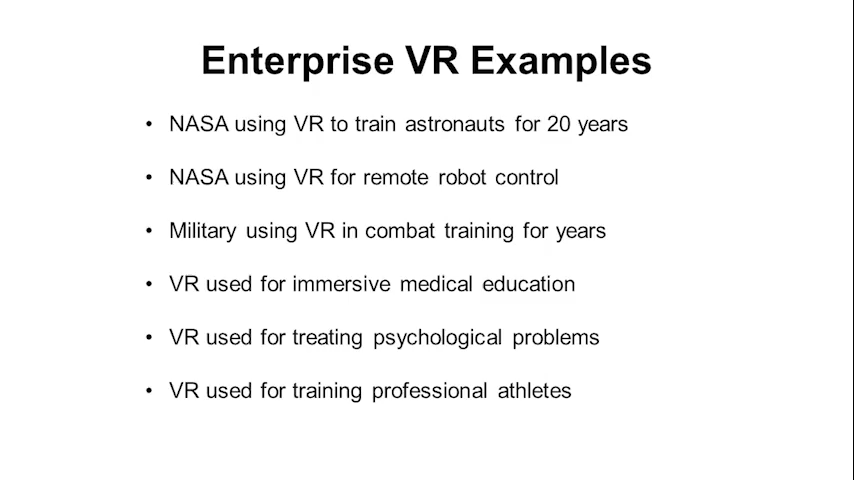 Enterprise VR Examples
• NASA using VR to train astronauts for 20 years
• NASA using VR for remote robot control
• Military using VR in combat training for years
• VR used for immersive medical education
• VR used for treating psychological problems
• VR used for training professional athletes